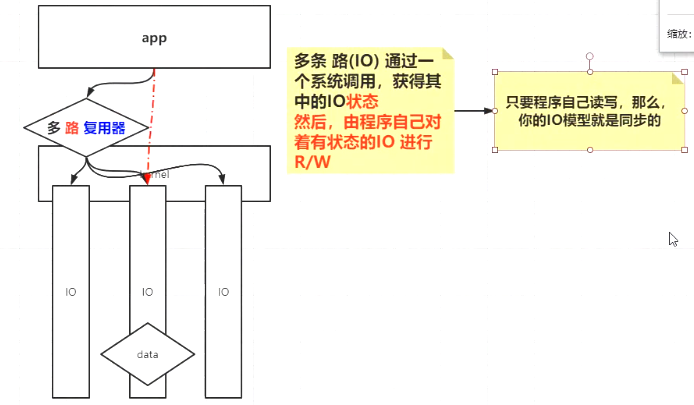 app
多 路 复用器
IO
IO
IO
data
多条 路(IO) 通过一
个系统调用，获得其
中的IO状态
然后，由程序自己对
着有状态的IO 进行
R/W
只要程序自己读写，那么，
你的IO模型就是同步的
缩放: